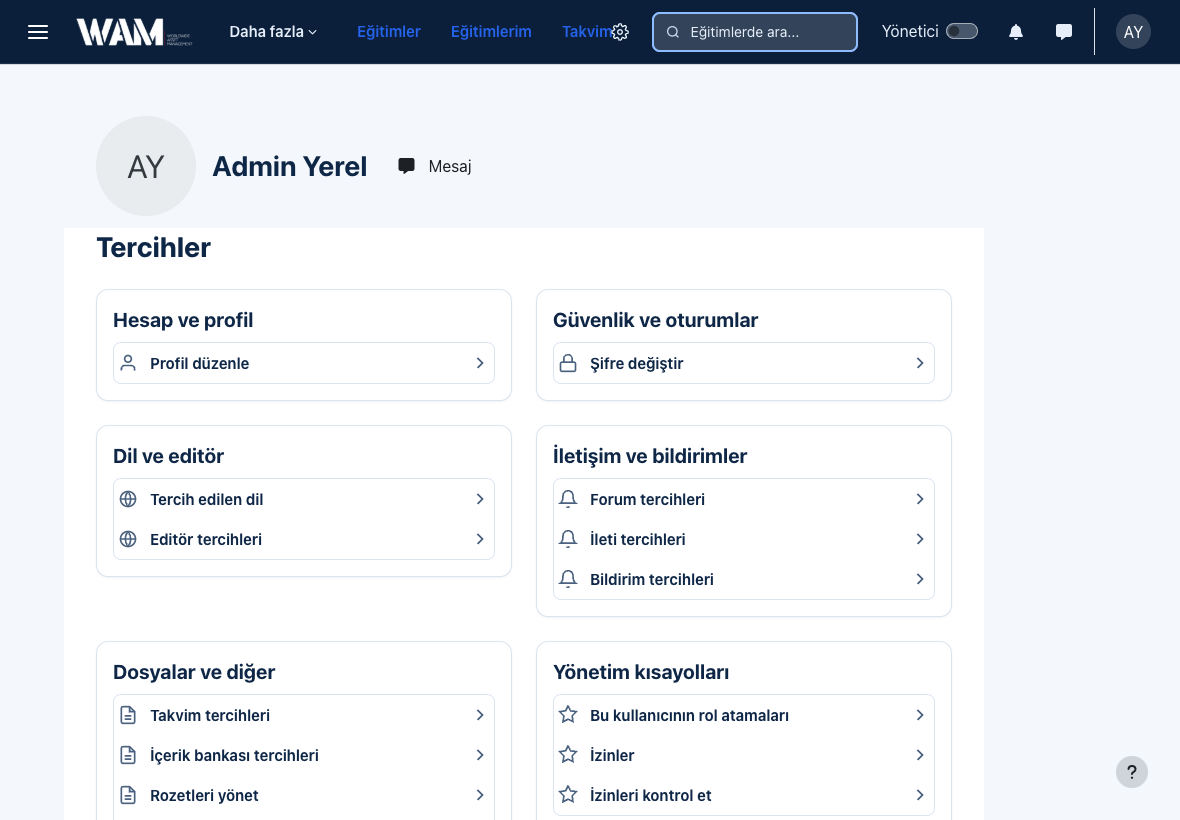 WAM WORLDWIDE ASSET MANAGEMENT
Daha fazla
Eğitimler
Eğitimlerim
Takvim
Eğitimlerde ara...
Yönetici
AY
AY
Admin Yerel
Mesaj
Tercihler
Hesap ve profil
Profil düzenle
Güvenlik ve oturumlar
Şifre değiştir
Dil ve editör
Tercih edilen dil
Editör tercihleri
İletişim ve bildirimler
Forum tercihleri
İleti tercihleri
Bildirim tercihleri
Dosyalar ve diğer
Takvim tercihleri
İçerik bankası tercihleri
Rozetleri yönet
Yönetim kısayolları
Bu kullanıcının rol atamaları
İzinler
İzinleri kontrol et
?